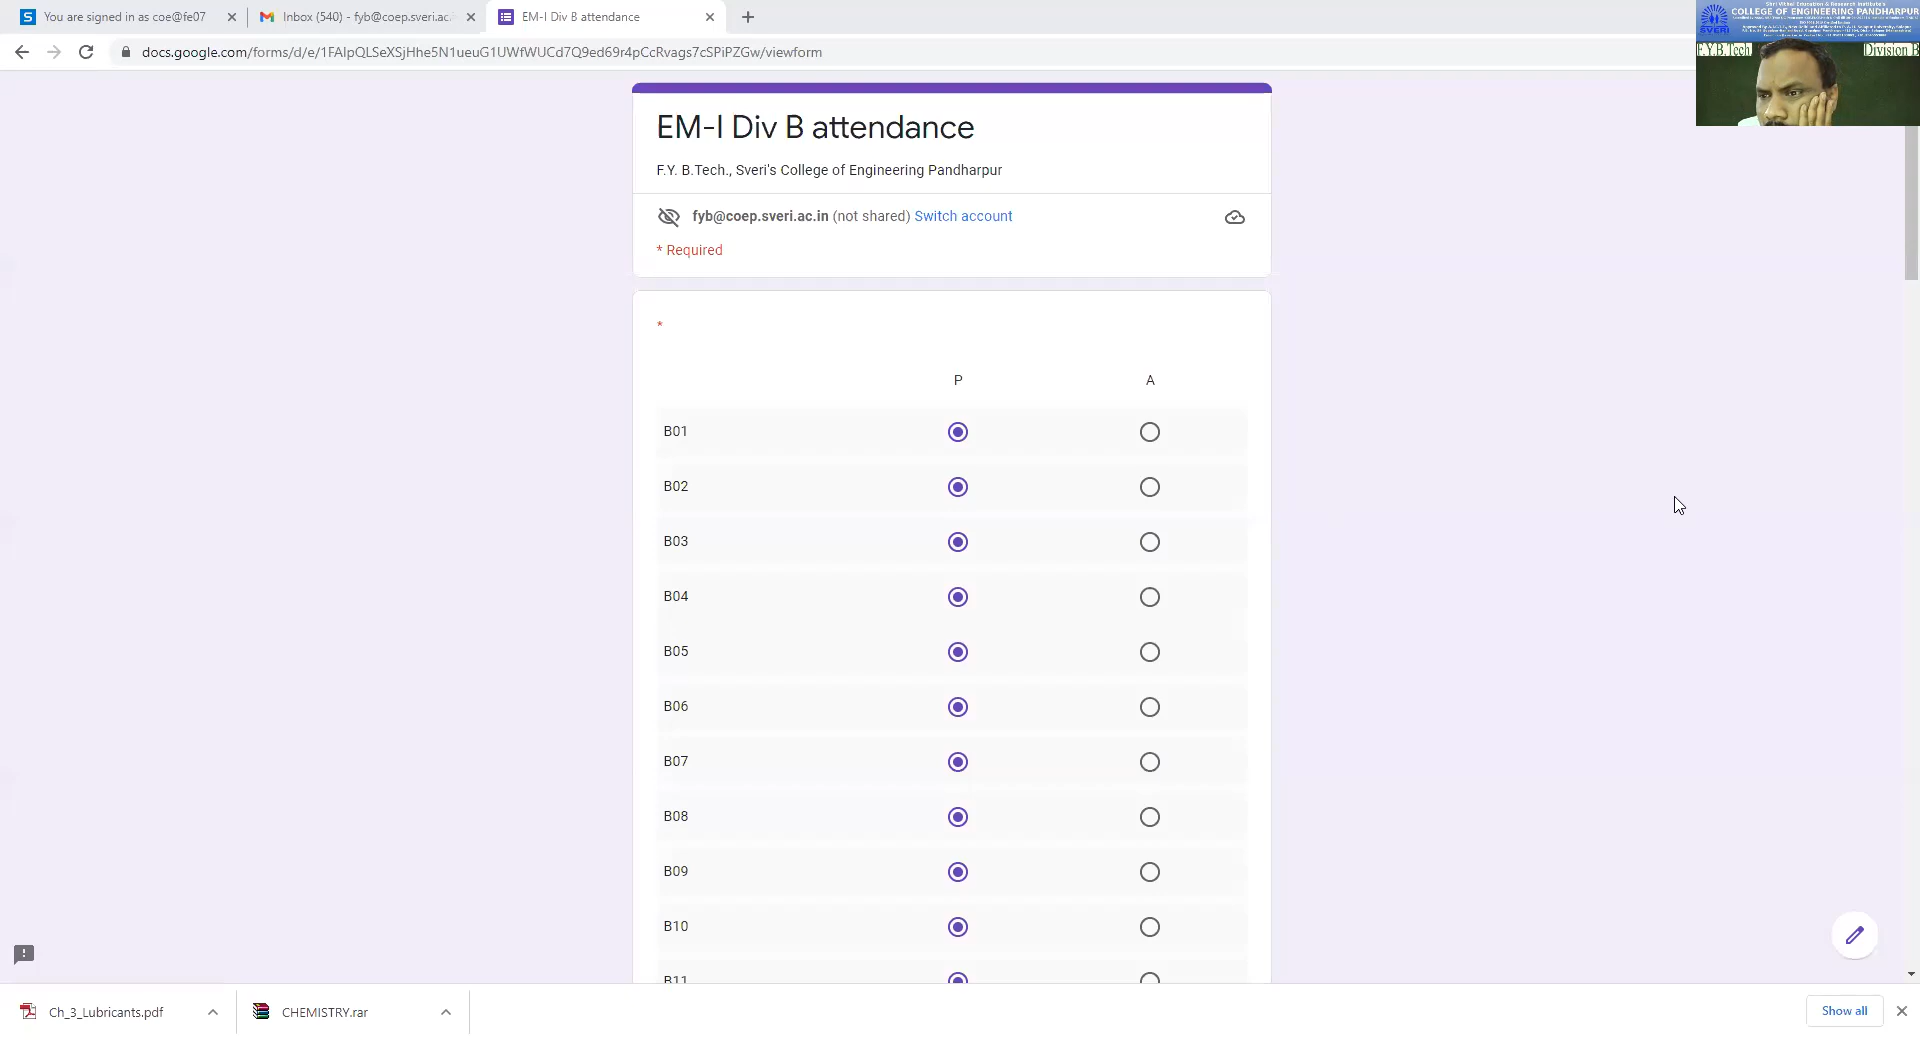 You are signed in as coe@fe07
Inbox (540) - fyb@coep.sveri.ac.i
EM-I Div B attendance
docs.google.com/forms/d/e/1FAIpQLSeXSjHhe5N1ueuG1UWfWUCd7Q9ed69r4pCcRvags7cSPiPZGw/viewform
COLLEGE OF ENGINEERING PANDHARPUR
SVERI
F.Y.B.Tech
Division B
EM-I Div B attendance
F.Y. B.Tech., Sveri's College of Engineering Pandharpur
fyb@coep.sveri.ac.in (not shared) Switch account
* Required
*
P A
B01
B02
B03
B04
B05
B06
B07
B08
B09
B10
B11
Ch_3_Lubricants.pdf
CHEMISTRY.rar
Show all